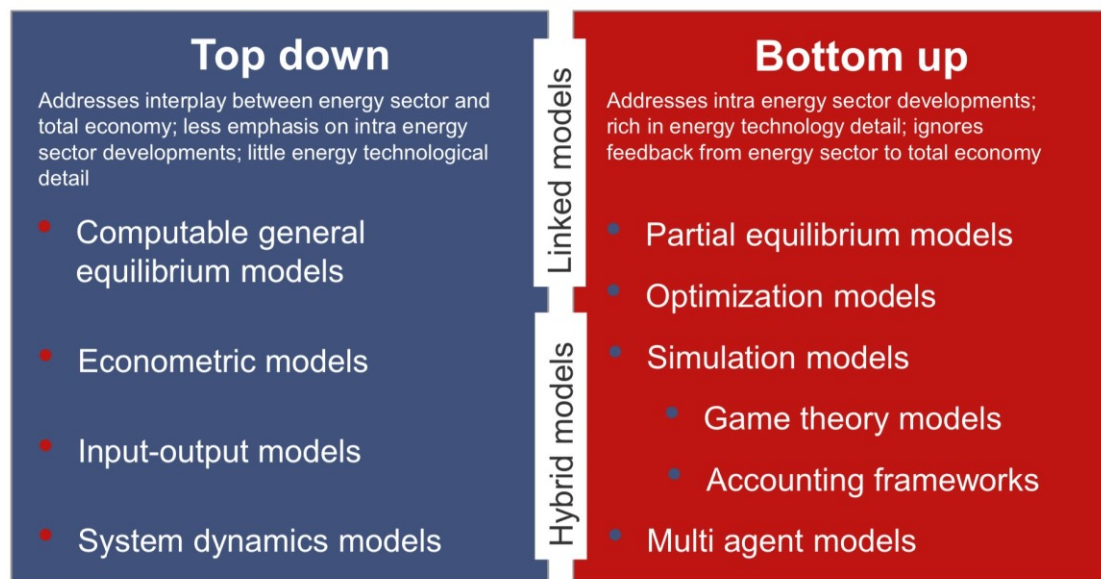 Top down
Addresses interplay between energy sector and
total economy; less emphasis on intra energy
sector developments; little energy technological
detail
Computable general
equilibrium models
Econometric models
Input-output models
System dynamics models
Linked models
Hybrid models
Bottom up
Addresses intra energy sector developments;
rich in energy technology detail; ignores
feedback from energy sector to total economy
Partial equilibrium models
Optimization models
Simulation models
Game theory models
Accounting frameworks
Multi agent models